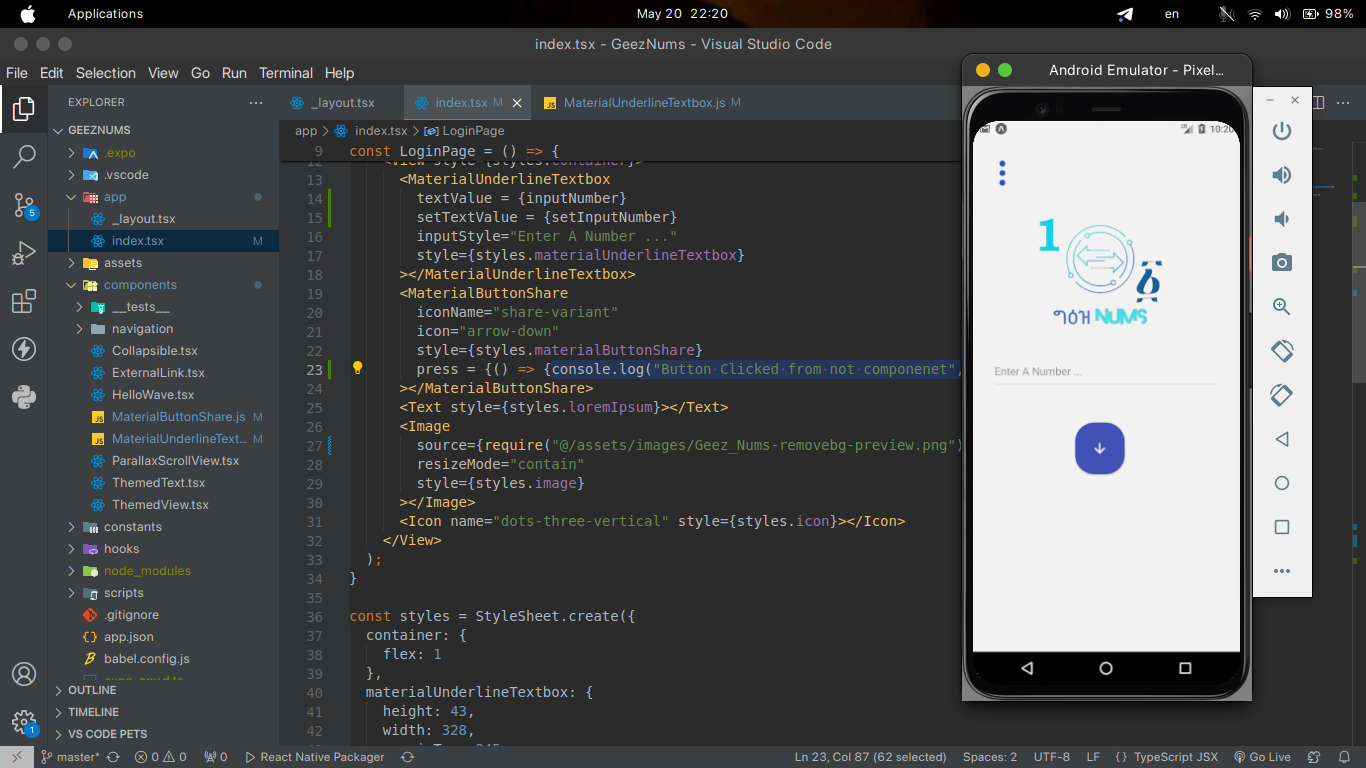 Applications
May 20 22:20
en
98%
index.tsx - GeezNums - Visual Studio Code
File Edit Selection View Go Run Terminal Help
EXPLORER
GEEZNUMS
.expo
.vscode
app
_layout.tsx
index.tsx M
assets
components
__tests__
navigation
Collapsible.tsx
ExternalLink.tsx
HelloWave.tsx
MaterialButtonShare.js M
MaterialUnderlineText... M
ParallaxScrollView.tsx
ThemedText.tsx
ThemedView.tsx
constants
hooks
node_modules
scripts
.gitignore
app.json
babel.config.js
OUTLINE
TIMELINE
VS CODE PETS
5
1
_layout.tsx
index.tsx M
MaterialUnderlineTextbox.js M
app > index.tsx > LoginPage
9 const LoginPage = () => {
12 <View style={styles.container}>
13 <MaterialUnderlineTextbox
14 textValue = {inputNumber}
15 setTextValue = {setInputNumber}
16 inputStyle="Enter A Number ..."
17 style={styles.materialUnderlineTextbox}
18 ></MaterialUnderlineTextbox>
19 <MaterialButtonShare
20 iconName="share-variant"
21 icon="arrow-down"
22 style={styles.materialButtonShare}
23 press = {() => {console.log("Button Clicked from not componenet",
24 ></MaterialButtonShare>
25 <Text style={styles.loremIpsum}></Text>
26 <Image
27 source={require("@/assets/images/Geez_Nums-removebg-preview.png")
28 resizeMode="contain"
29 style={styles.image}
30 ></Image>
31 <Icon name="dots-three-vertical" style={styles.icon}></Icon>
32 </View>
33 );
34 }
35
36 const styles = StyleSheet.create({
37 container: {
38 flex: 1
39 },
40 materialUnderlineTextbox: {
41 height: 43,
42 width: 328,
Android Emulator - Pixel...
10:20
1
ግዕዝ NUMS
Enter A Number ...
master* 0 0 0 React Native Packager
Ln 23, Col 87 (62 selected) Spaces: 2 UTF-8 LF {} TypeScript JSX Go Live